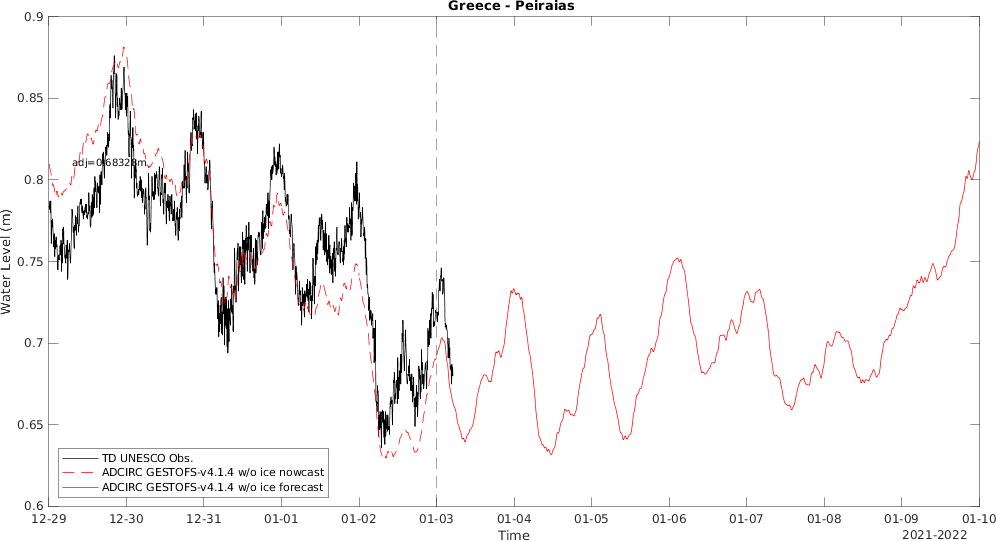 Greece - Peiraias
0.9
0.85
0.8
0.75
0.7
0.65
0.6
Water Level (m)
adj=0.68328m
TD UNESCO Obs.
ADCIRC GESTOFS-v4.1.4 w/o ice nowcast
ADCIRC GESTOFS-v4.1.4 w/o ice forecast
12-29 12-30 12-31 01-01 01-02 01-03 01-04 01-05 01-06 01-07 01-08 01-09 01-10
Time
2021-2022